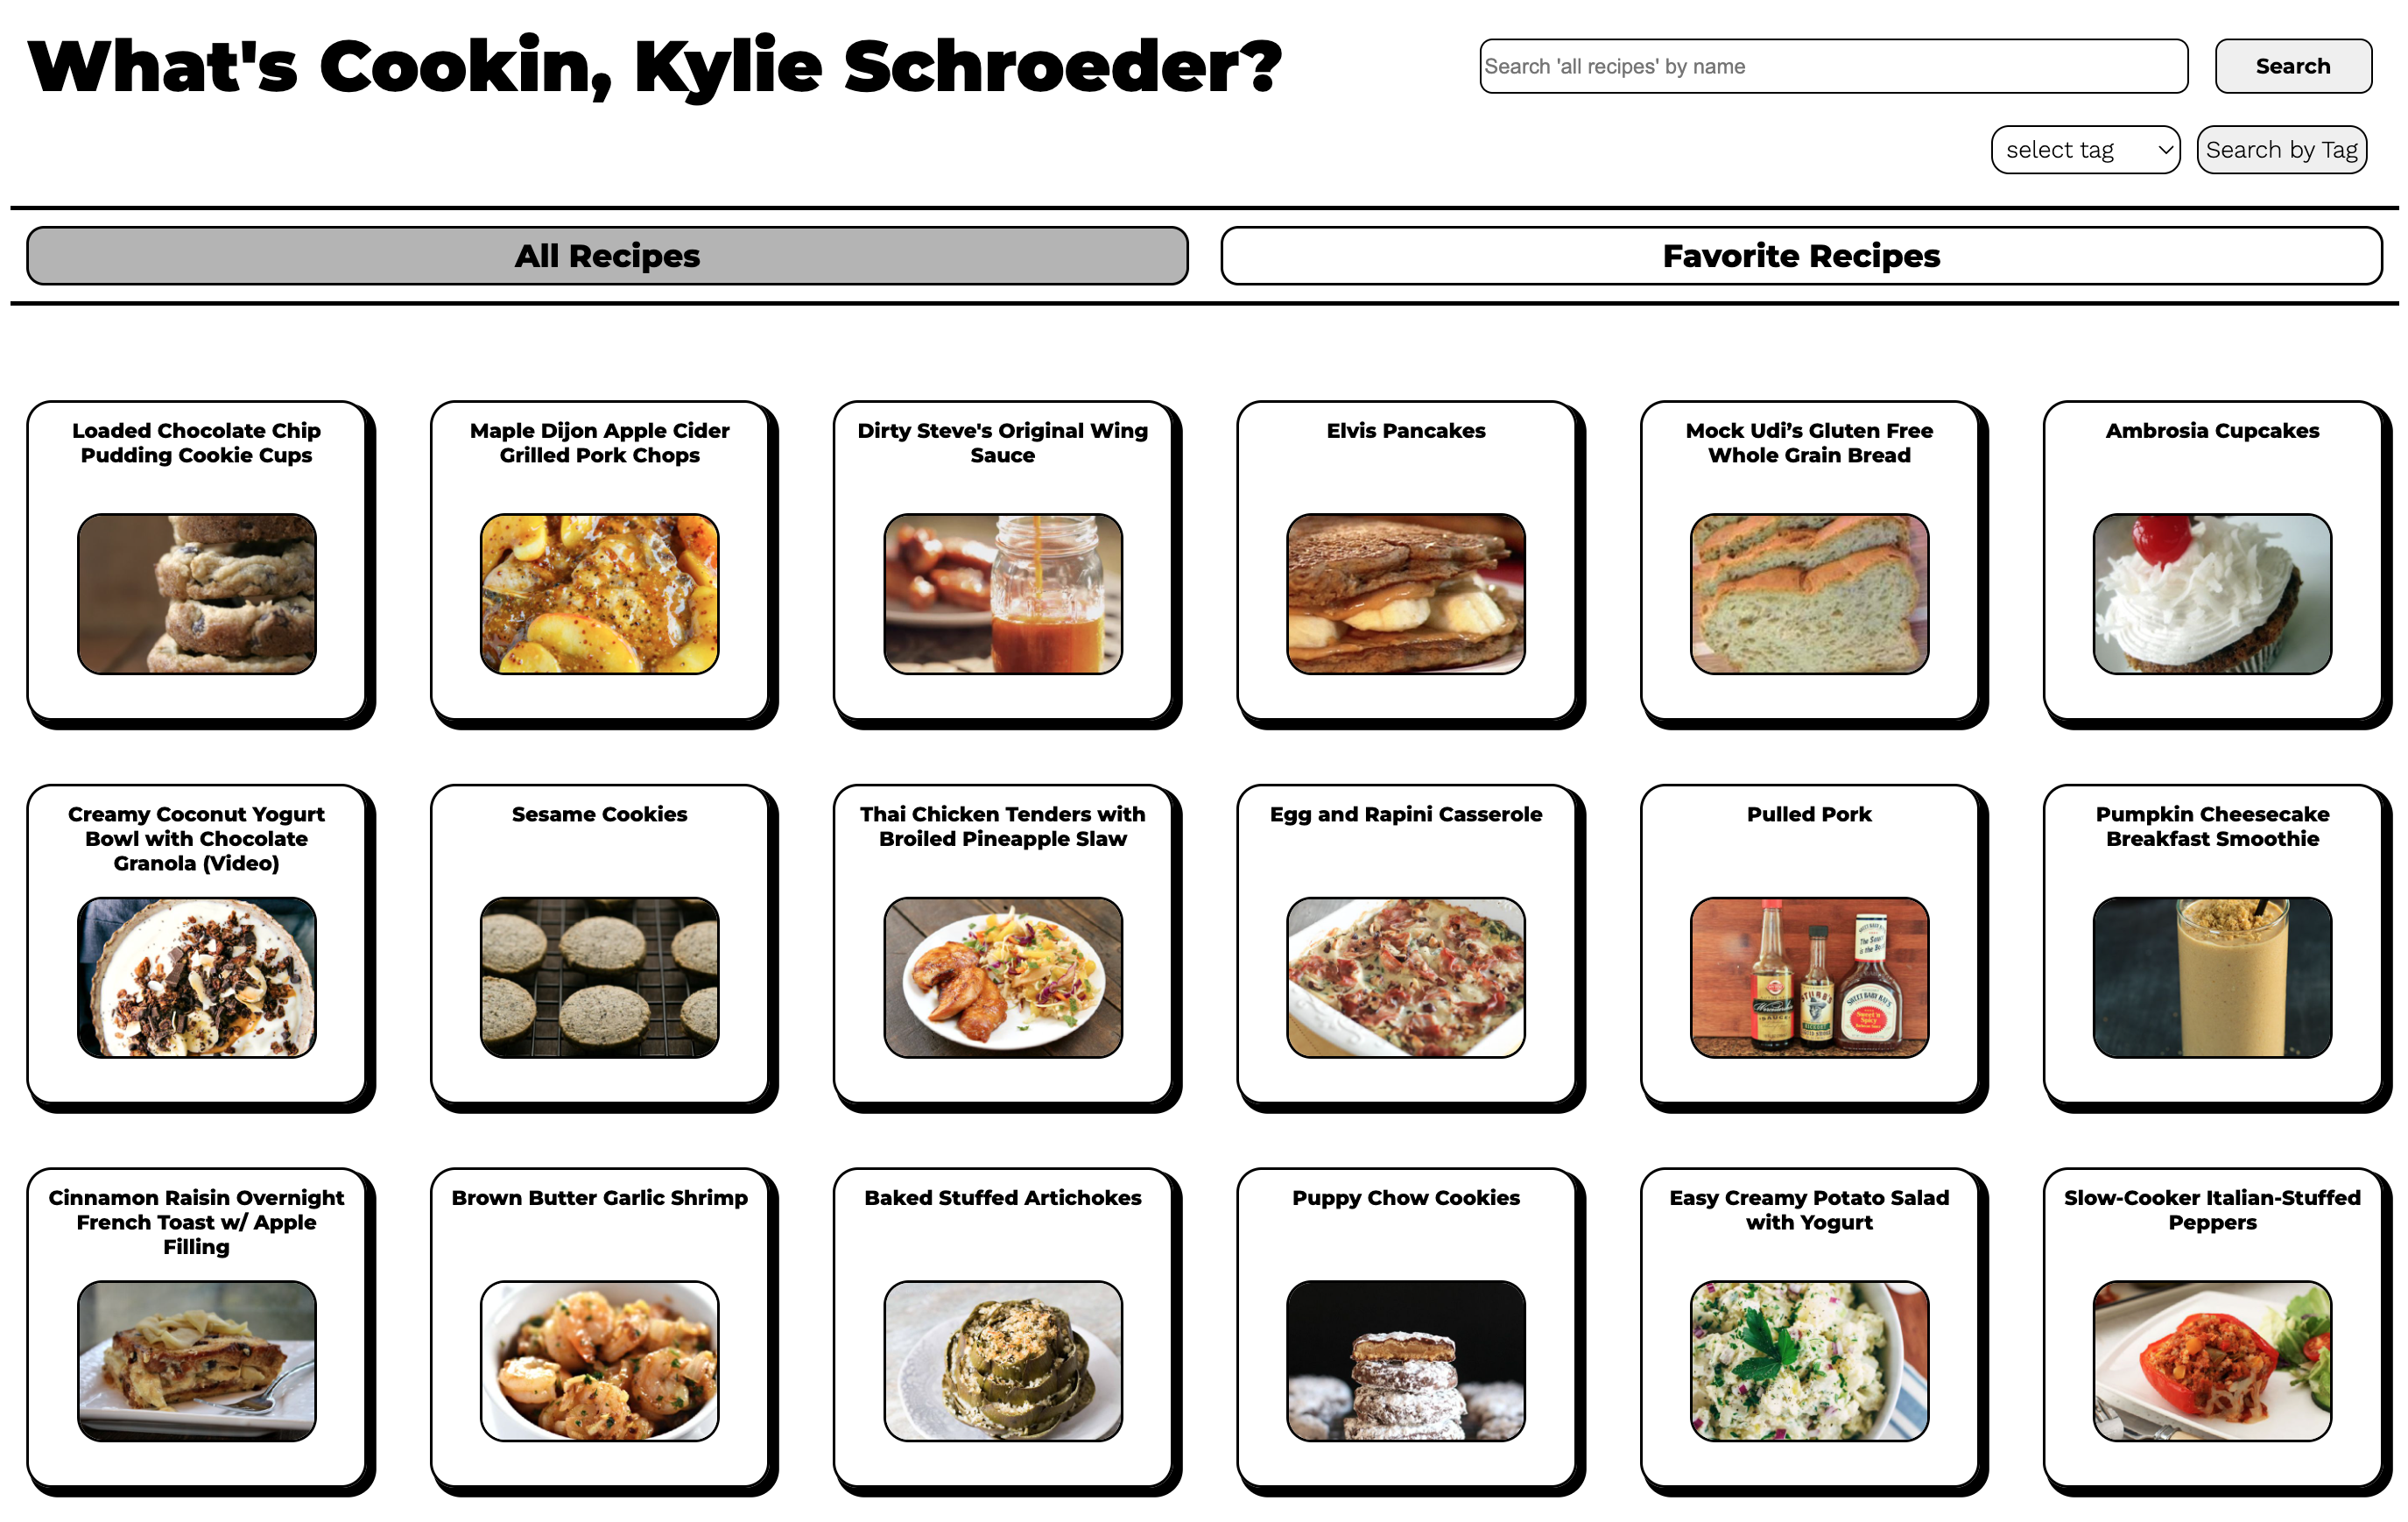 What's Cookin, Kylie Schroeder?
Search 'all recipes' by name
Search
select tag
Search by Tag
All Recipes
Favorite Recipes
Loaded Chocolate Chip
Pudding Cookie Cups
Maple Dijon Apple Cider
Grilled Pork Chops
Dirty Steve's Original Wing
Sauce
Elvis Pancakes
Mock Udi’s Gluten Free
Whole Grain Bread
Ambrosia Cupcakes
Creamy Coconut Yogurt
Bowl with Chocolate
Granola (Video)
Sesame Cookies
Thai Chicken Tenders with
Broiled Pineapple Slaw
Egg and Rapini Casserole
Pulled Pork
SWEET BABY RAY'S
Sweet'n
Spicy
Pumpkin Cheesecake
Breakfast Smoothie
Cinnamon Raisin Overnight
French Toast w/ Apple
Filling
Brown Butter Garlic Shrimp
Baked Stuffed Artichokes
Puppy Chow Cookies
Easy Creamy Potato Salad
with Yogurt
Slow-Cooker Italian-Stuffed
Peppers